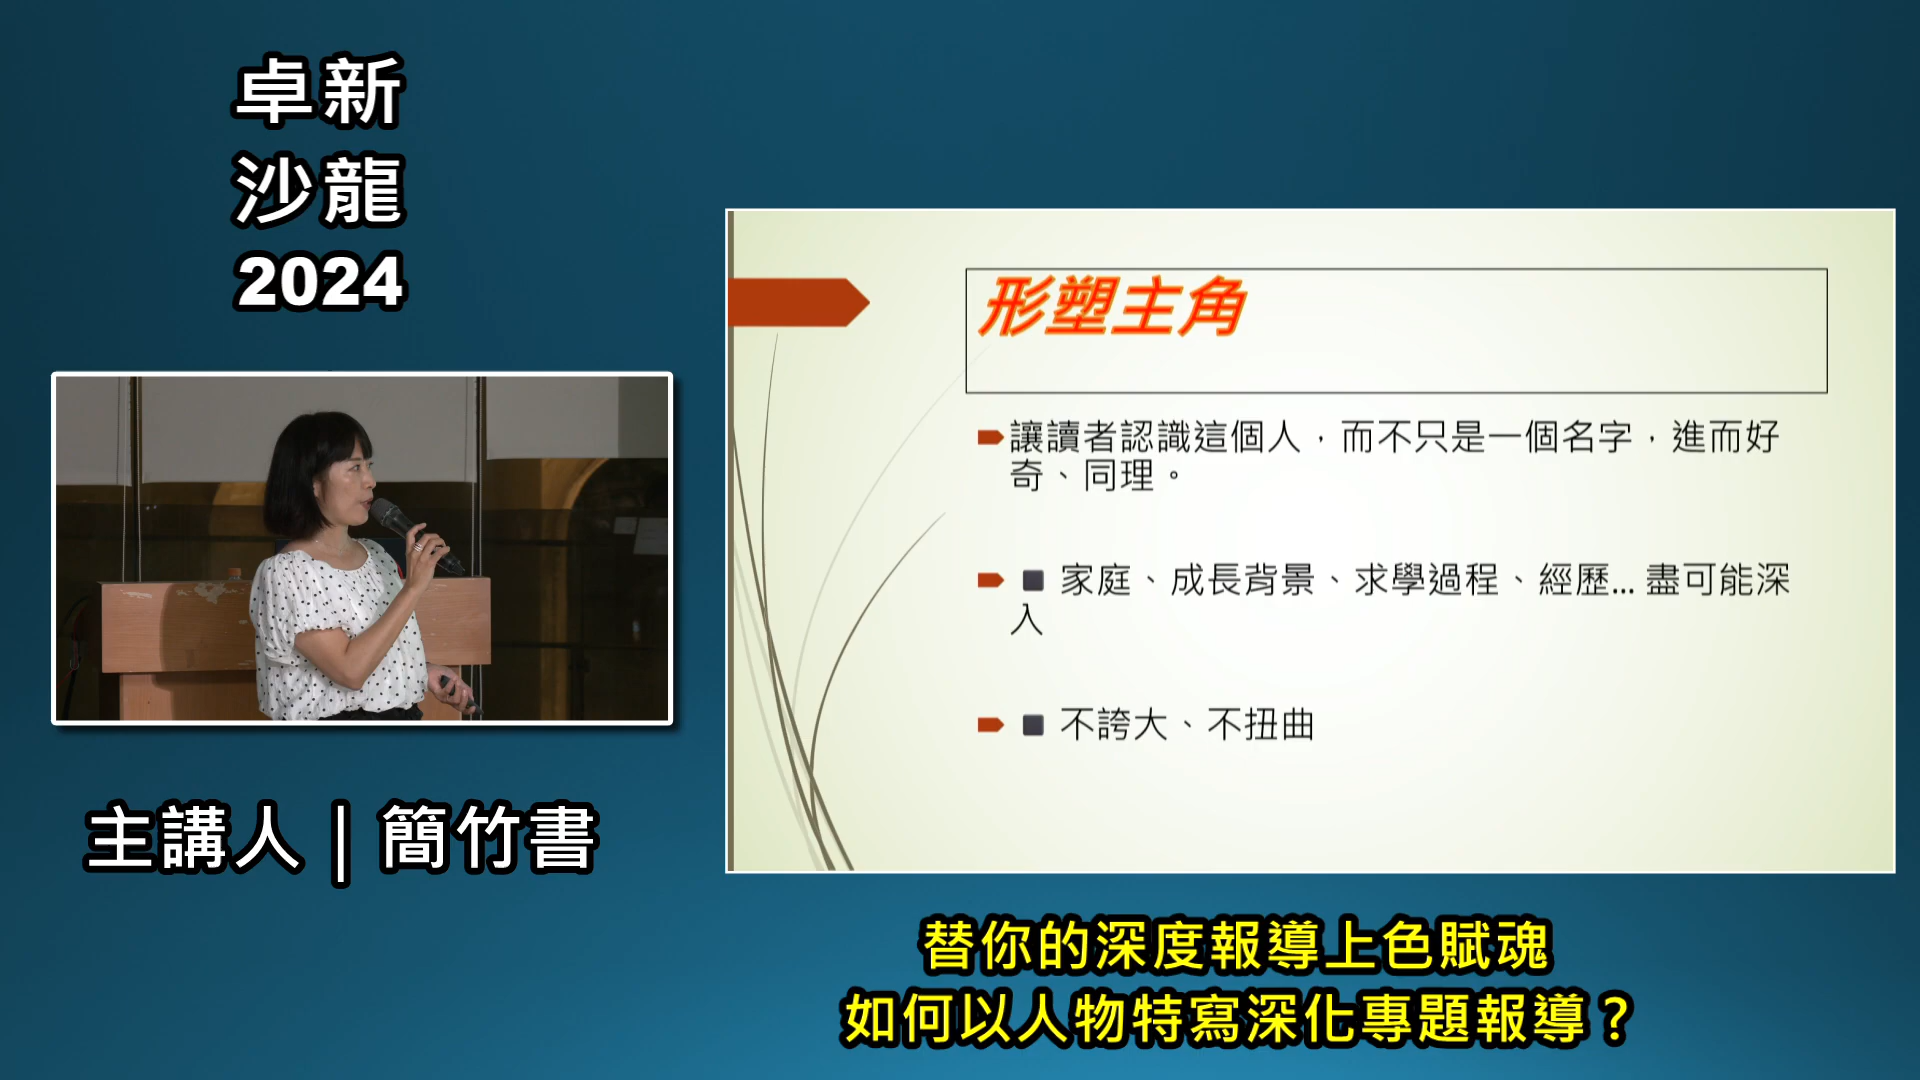 卓新
沙龍
2024
主講人｜簡竹書
形塑主角
讓讀者認識這個人，而不只是一個名字，進而好
奇、同理。
■ 家庭、成長背景、求學過程、經歷... 盡可能深
入
■ 不誇大、不扭曲
替你的深度報導上色賦魂
如何以人物特寫深化專題報導？